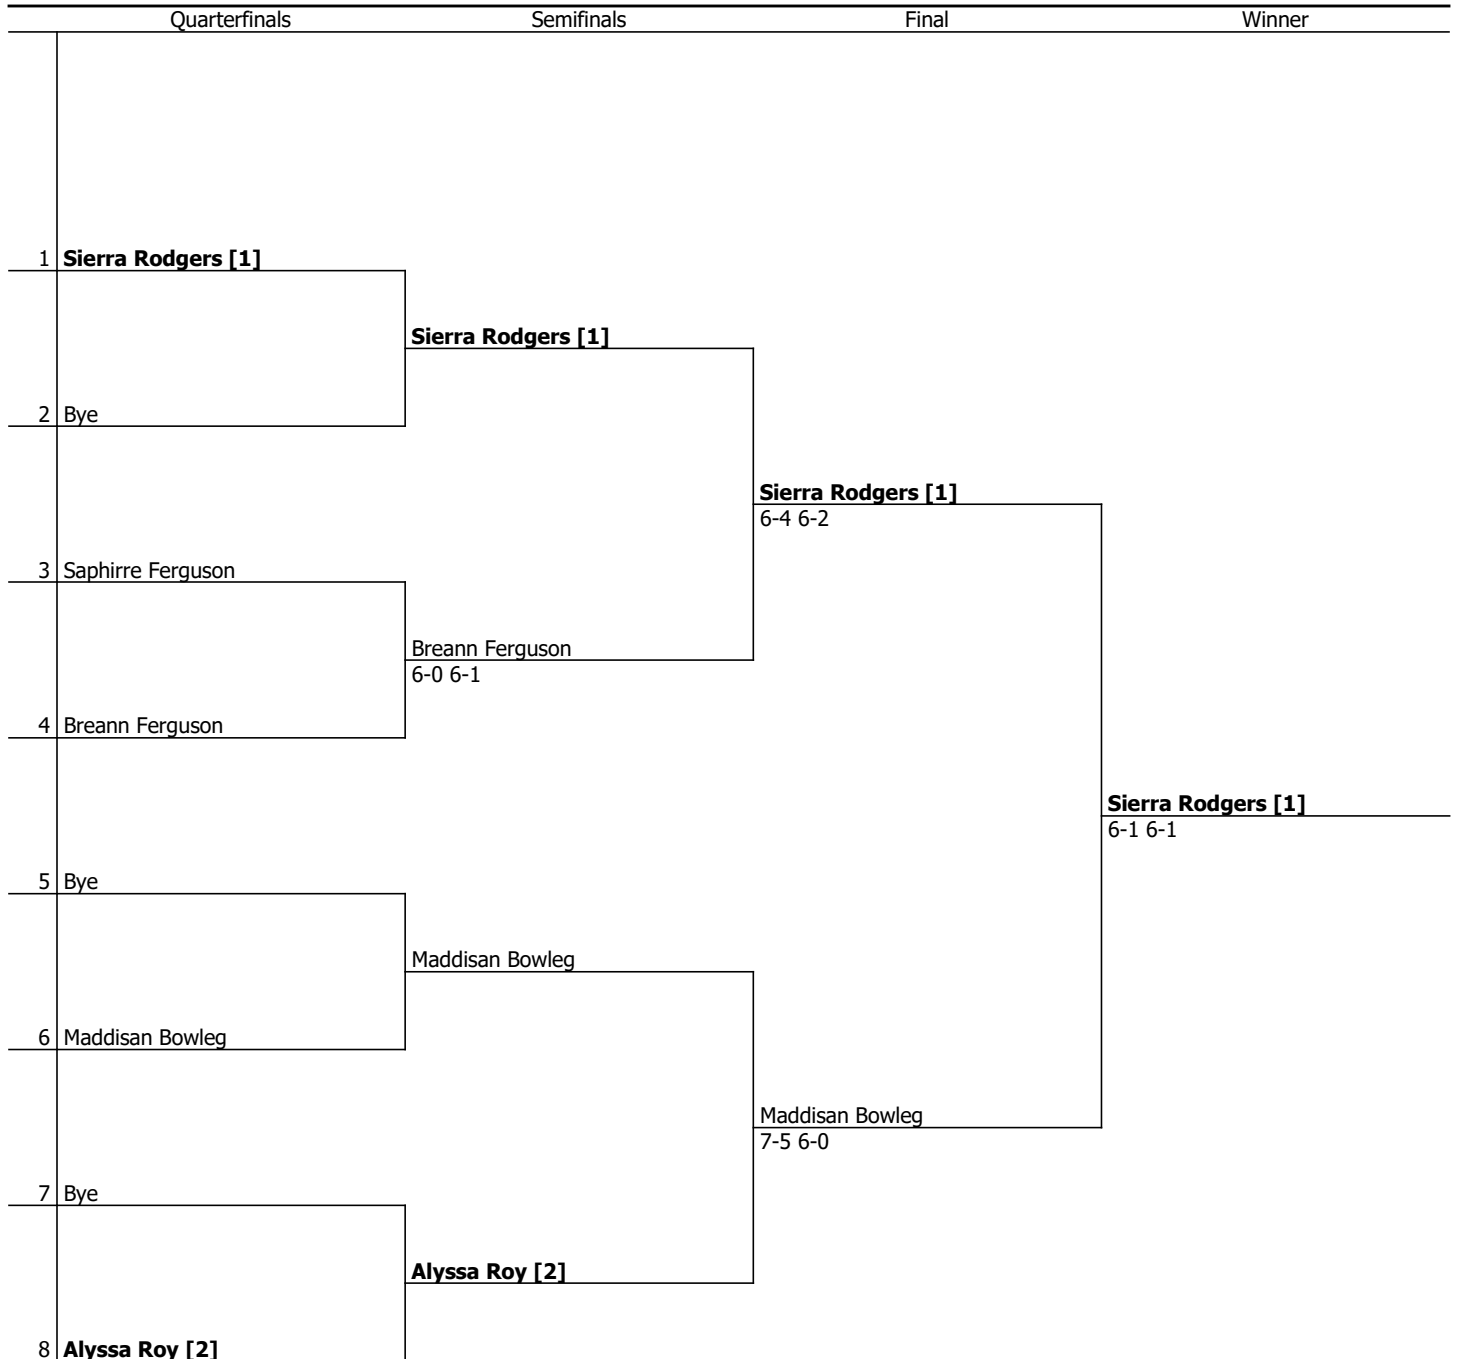 Quarterfinals Semifinals Final Winner
1 Sierra Rodgers [1]
Sierra Rodgers [1]
2 Bye
Sierra Rodgers [1]
6-4 6-2
3 Saphirre Ferguson
Breann Ferguson
6-0 6-1
4 Breann Ferguson
Sierra Rodgers [1]
6-1 6-1
5 Bye
Maddisan Bowleg
6 Maddisan Bowleg
Maddisan Bowleg
7-5 6-0
7 Bye
Alyssa Roy [2]
8 Alyssa Roy [2]